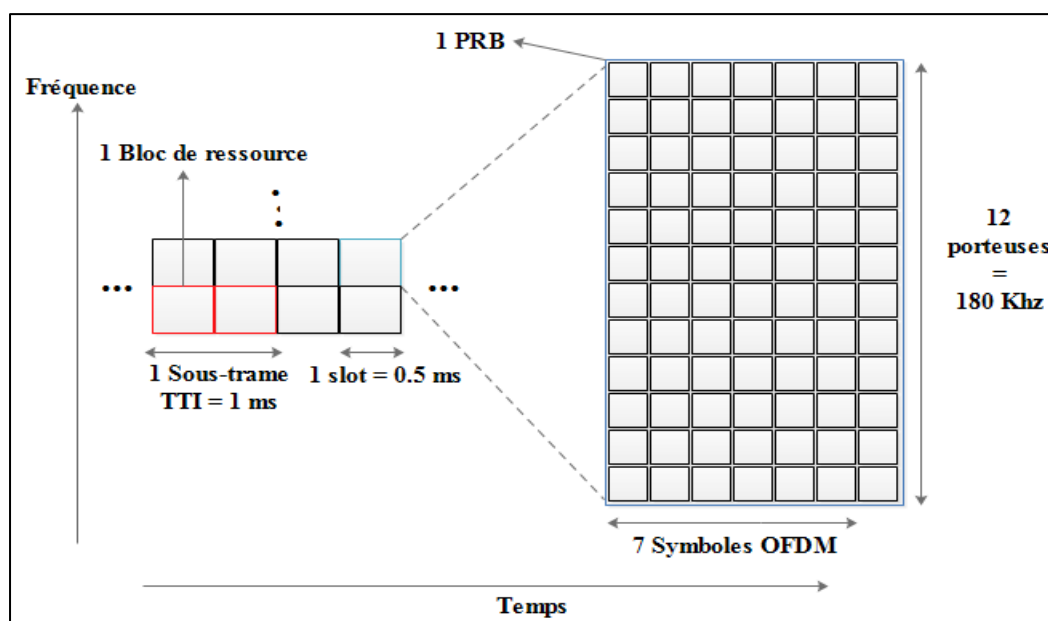 1 PRB
Fréquence
1 Bloc de ressource
12
porteuses
=
180 Khz
1 Sous-trame
TTI = 1 ms
1 slot = 0.5 ms
7 Symboles OFDM
Temps